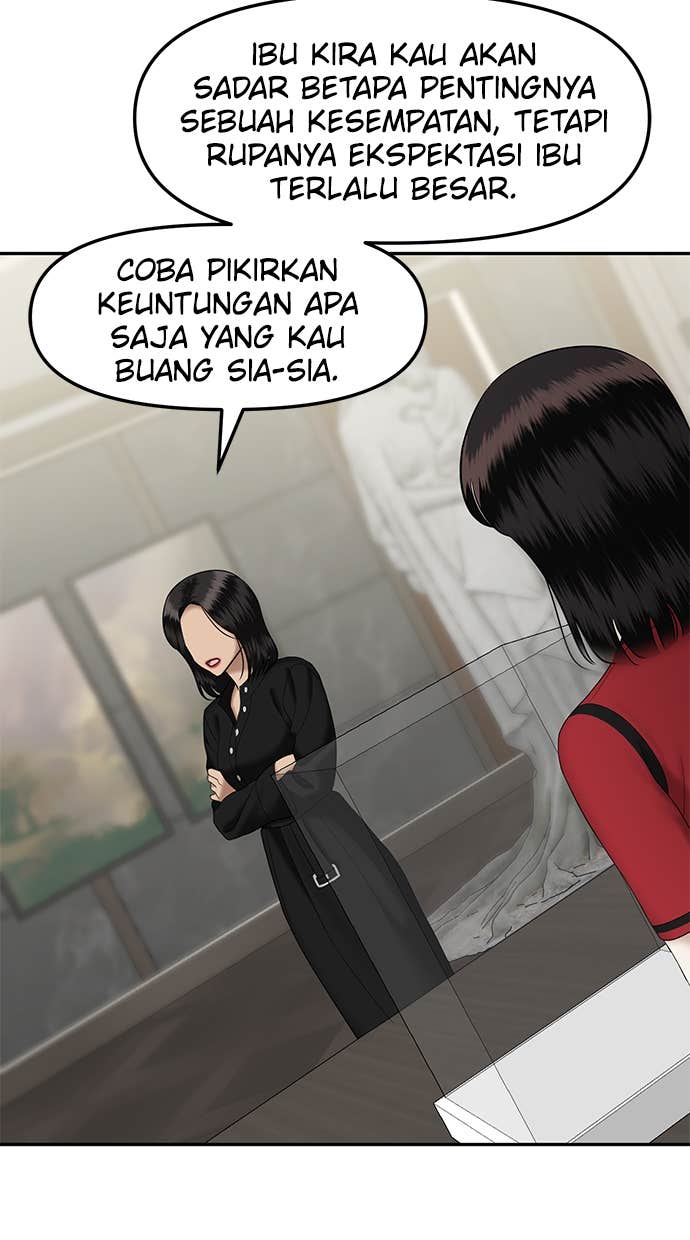 IBU KIRA KAU AKAN
SADAR BETAPA PENTINGNYA
SEBUAH KESEMPATAN, TETAPI
RUPANYA EKSPEKTASI IBU
TERLALU BESAR.
COBA PIKIRKAN
KEUNTUNGAN APA
SAJA YANG KAU
BUANG SIA-SIA.